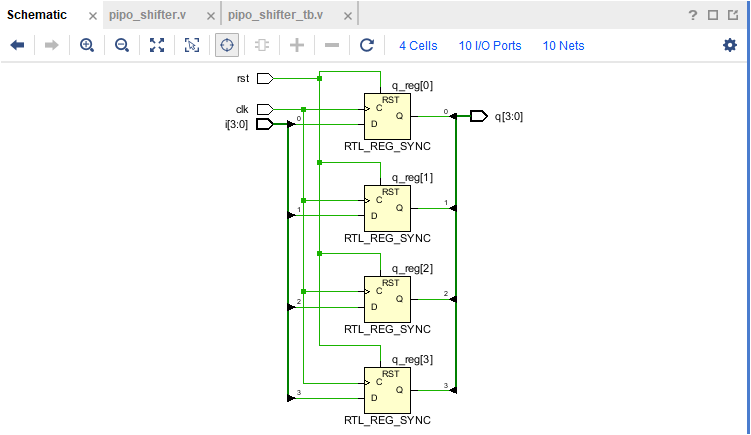 Schematic × pipo_shifter.v × pipo_shifter_tb.v ×
4 Cells 10 I/O Ports 10 Nets
rst
clk
i[3:0]
q_reg[0]
RST
C
D
Q
0
0
RTL_REG_SYNC
q[3:0]
q_reg[1]
RST
C
D
Q
1
1
RTL_REG_SYNC
q_reg[2]
RST
C
D
Q
2
2
RTL_REG_SYNC
q_reg[3]
RST
C
D
Q
3
3
RTL_REG_SYNC